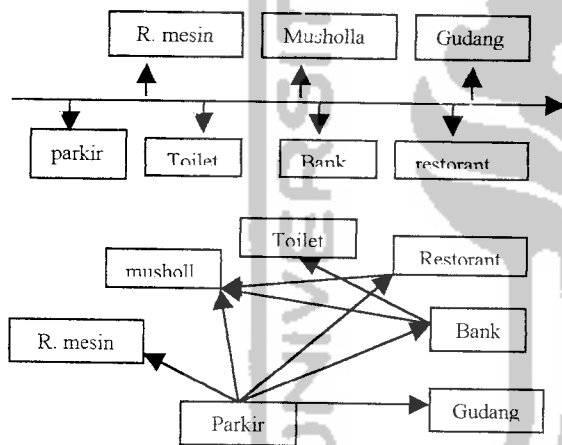 R. mesin
Musholla
Gudang
parkir
Toilet
Bank
restorant
Toilet
Restorant
musholl
R. mesin
Bank
Parkir
Gudang